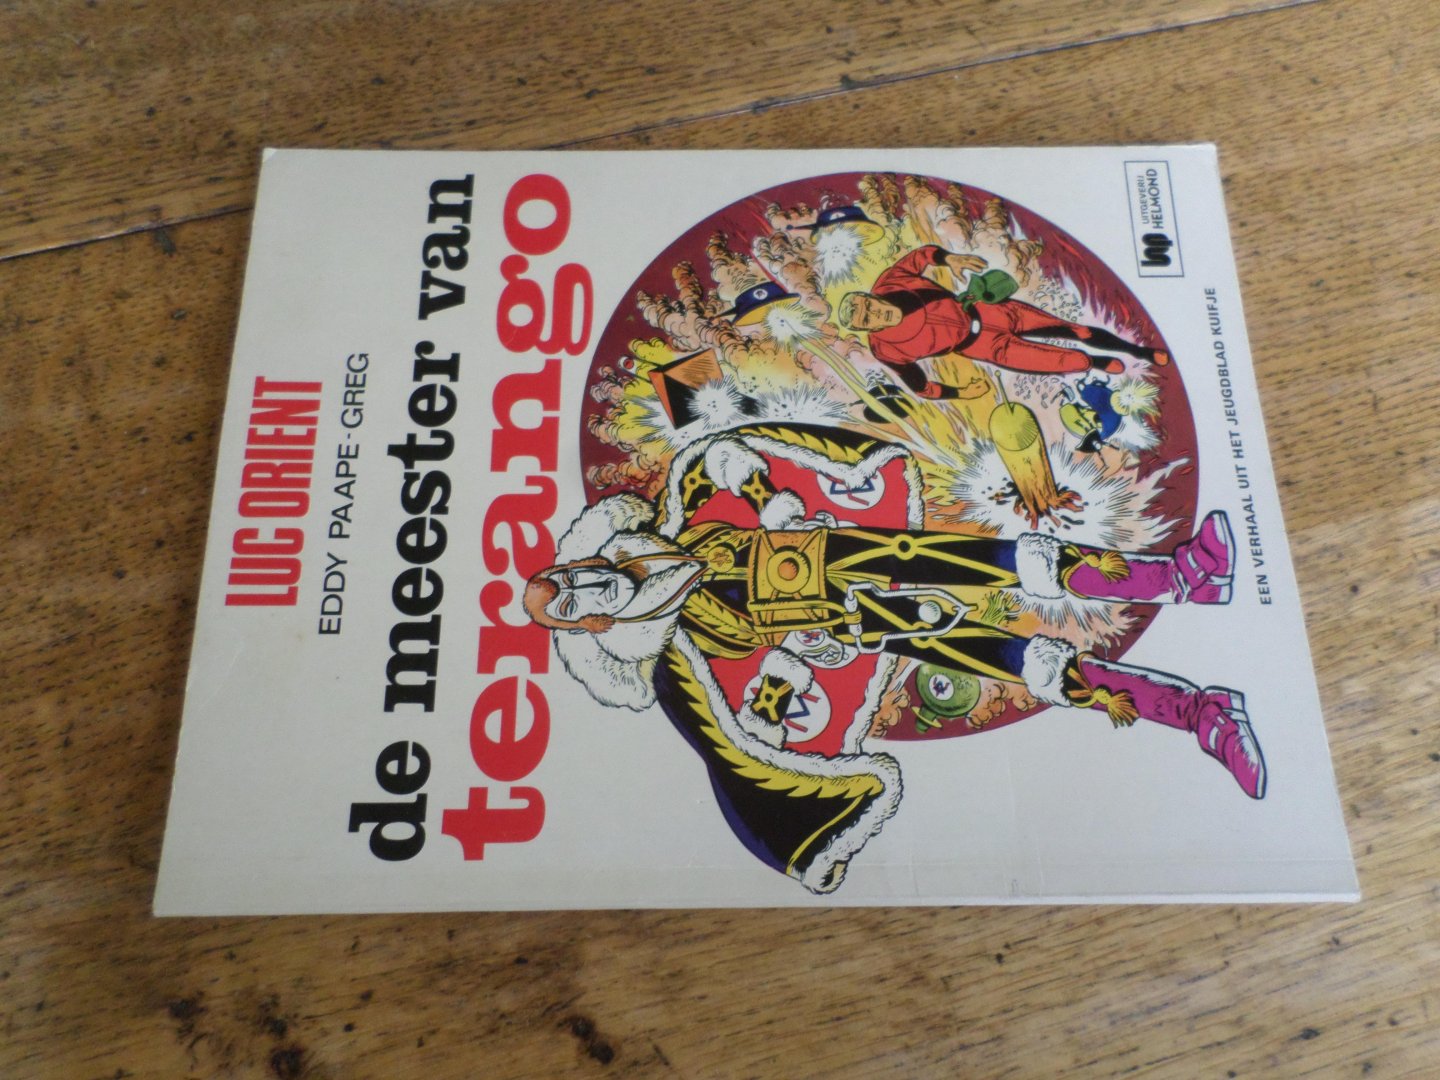 LUC ORIENT
EDDY PAAPE-GREG
de meester van
terango
UITGEVERIJ
HELMOND
EEN VERHAAL UIT HET JEUGDBLAD KUIFJE